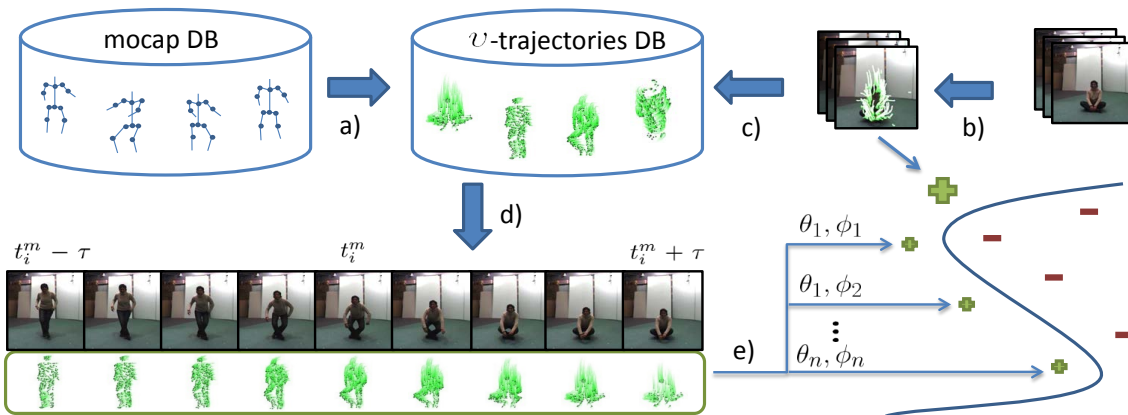 mocap DB
υ-trajectories DB
a)
c)
b)
d)
t_i^m − τ
t_i^m
t_i^m + τ
θ_1, ϕ_1
θ_1, ϕ_2
⋮
e)
θ_n, ϕ_n